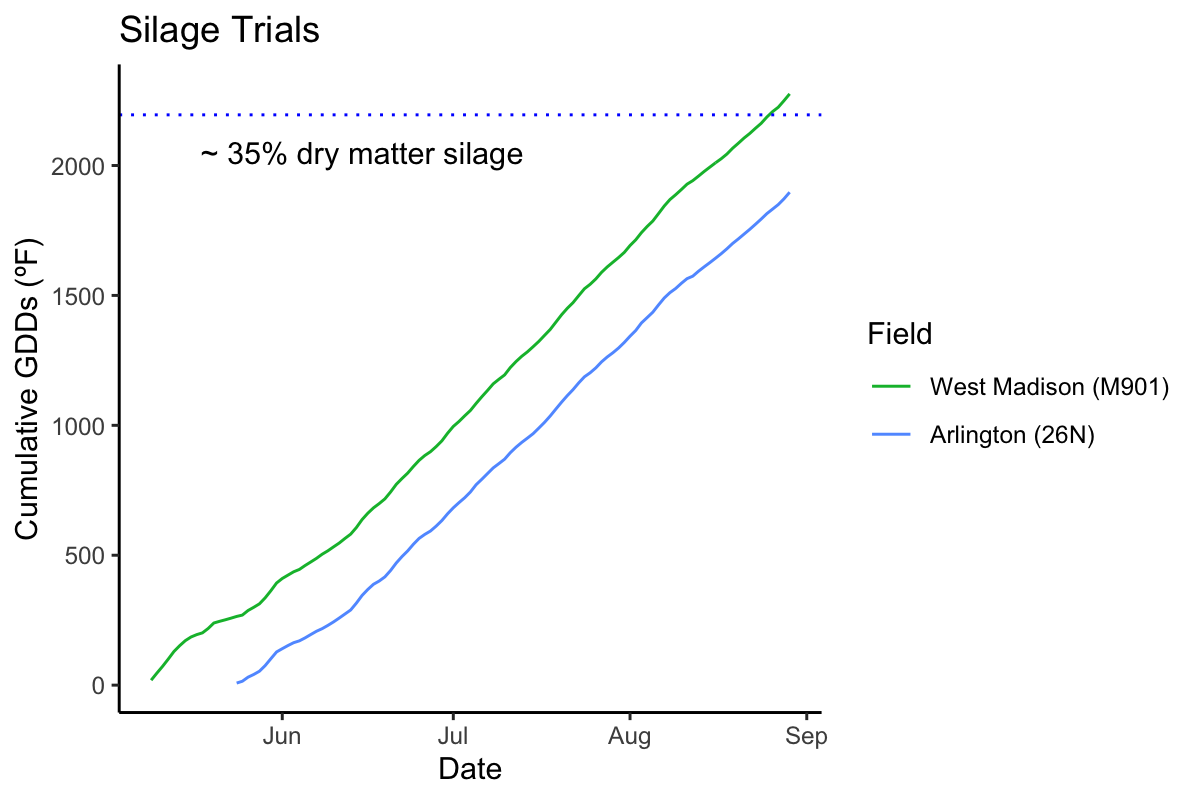 Silage Trials
~ 35% dry matter silage
2000
1500
1000
500
0
Cumulative GDDs (ºF)
Jun Jul Aug Sep
Date
Field
West Madison (M901)
Arlington (26N)